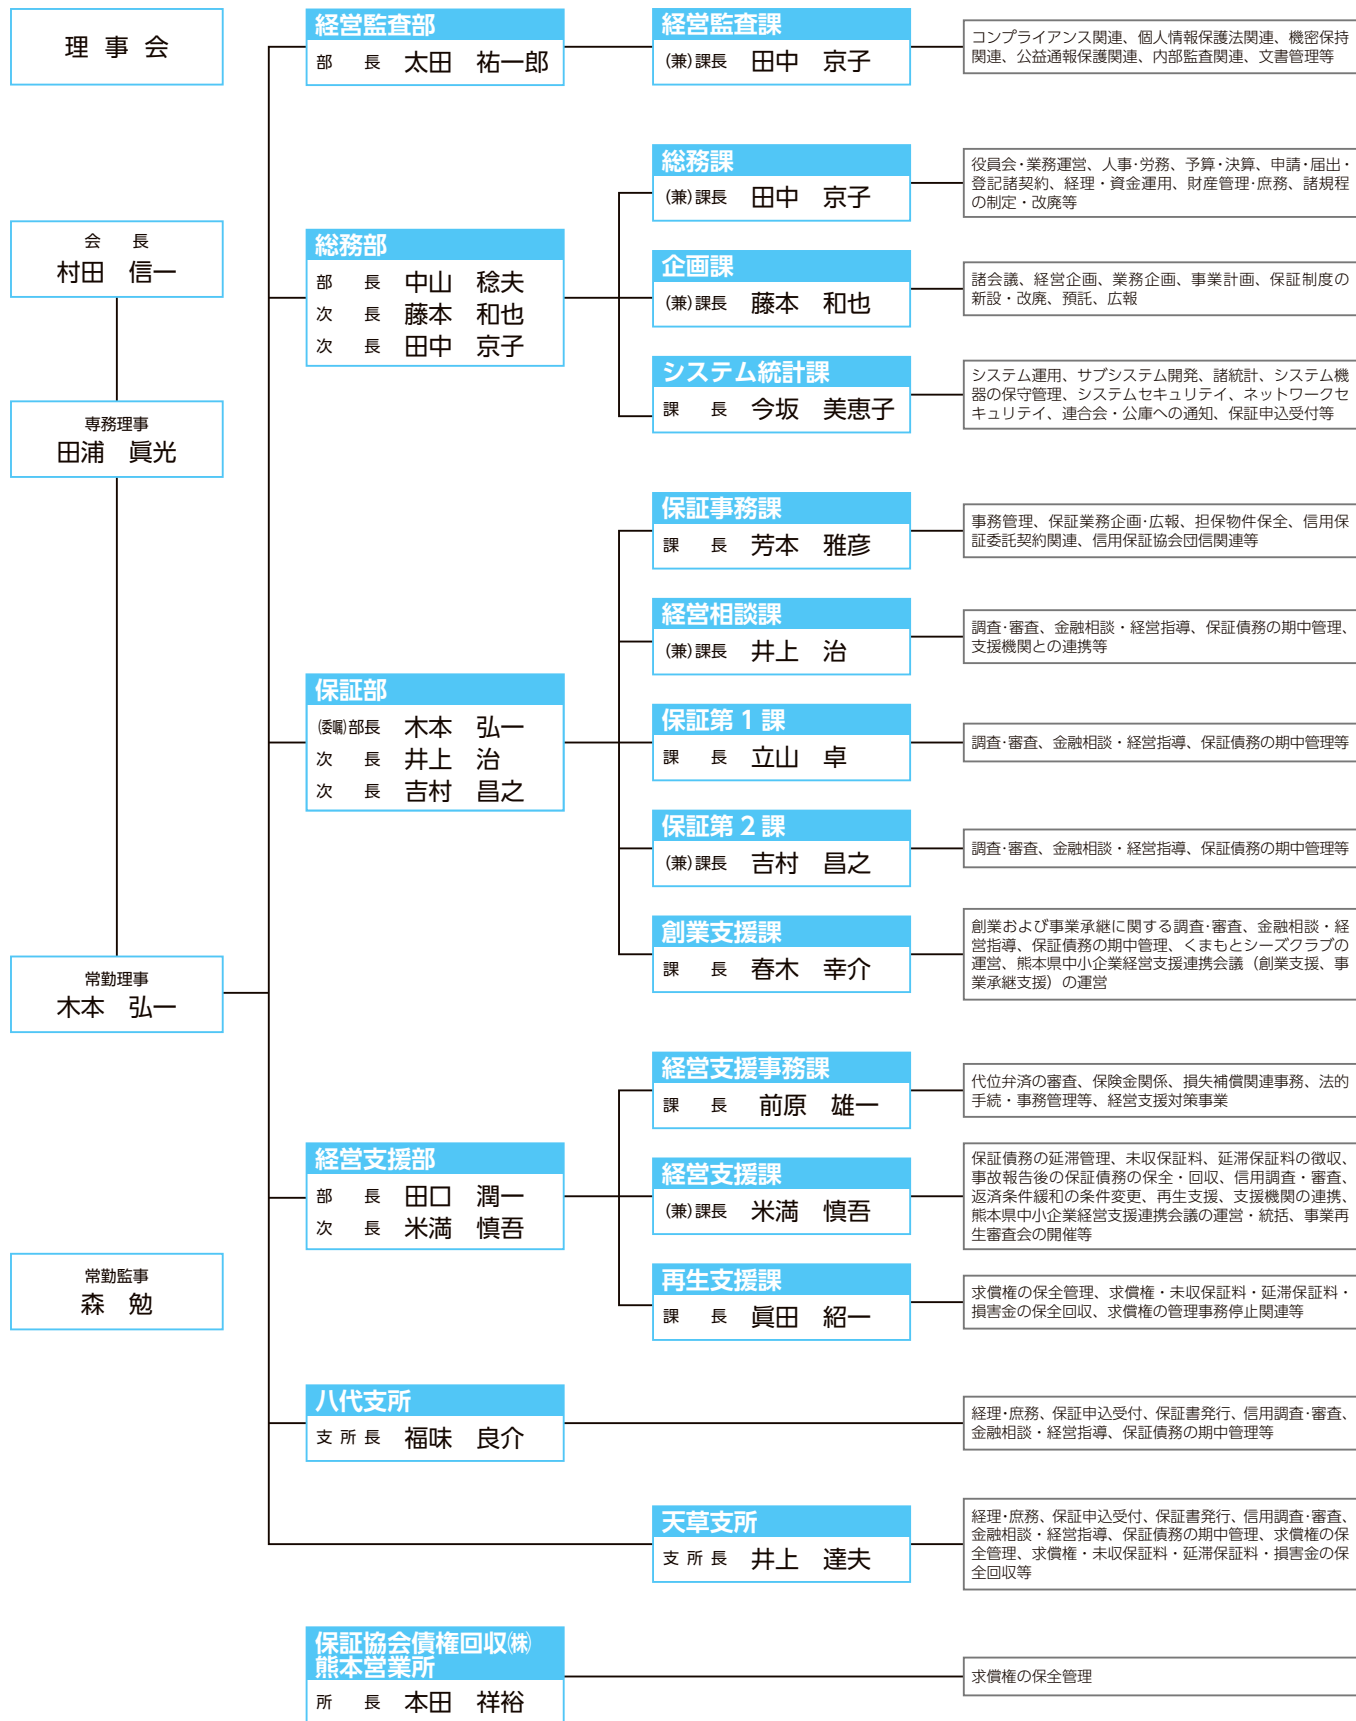 理事会
会　長
村田　信一
専務理事
田浦　眞光
常勤理事
木本　弘一
常勤監事
森　勉
経営監査部
部　長　太田　祐一郎
経営監査課
(兼)課長　田中　京子
コンプライアンス関連、個人情報保護法関連、機密保持
関連、公益通報保護関連、内部監査関連、文書管理等
総務部
部　長　中山　稔夫
次　長　藤本　和也
次　長　田中　京子
総務課
(兼)課長　田中　京子
役員会・業務運営、人事・労務、予算・決算、申請・届出・
登記諸契約、経理・資金運用、財産管理・庶務、諸規程
の制定・改廃等
企画課
(兼)課長　藤本　和也
諸会議、経営企画、業務企画、事業計画、保証制度の
新設・改廃、預託、広報
システム統計課
課　長　今坂　美恵子
システム運用、サブシステム開発、諸統計、システム機
器の保守管理、システムセキュリテイ、ネットワークセ
キュリテイ、連合会・公庫への通知、保証申込受付等
保証部
(委嘱)部長　木本　弘一
次　長　井上　治
次　長　吉村　昌之
保証事務課
課　長　芳本　雅彦
事務管理、保証業務企画・広報、担保物件保全、信用保
証委託契約関連、信用保証協会団信関連等
経営相談課
(兼)課長　井上　治
調査・審査、金融相談・経営指導、保証債務の期中管理、
支援機関との連携等
保証第１課
課　長　立山　卓
調査・審査、金融相談・経営指導、保証債務の期中管理等
保証第２課
(兼)課長　吉村　昌之
調査・審査、金融相談・経営指導、保証債務の期中管理等
創業支援課
課　長　春木　幸介
創業および事業承継に関する調査・審査、金融相談・経
営指導、保証債務の期中管理、くまもとシーズクラブの
運営、熊本県中小企業経営支援連携会議（創業支援、事
業承継支援）の運営
経営支援部
部　長　田口　潤一
次　長　米満　慎吾
経営支援事務課
課　長　前原　雄一
代位弁済の審査、保険金関係、損失補償関連事務、法的
手続・事務管理等、経営支援対策事業
経営支援課
(兼)課長　米満　慎吾
保証債務の延滞管理、未収保証料、延滞保証料の徴収、
事故報告後の保証債務の保全・回収、信用調査・審査、
返済条件緩和の条件変更、再生支援、支援機関の連携、
熊本県中小企業経営支援連携会議の運営・統括、事業再
生審査会の開催等
再生支援課
課　長　眞田　紹一
求償権の保全管理、求償権・未収保証料・延滞保証料・
損害金の保全回収、求償権の管理事務停止関連等
八代支所
支所長　福味　良介
経理・庶務、保証申込受付、保証書発行、信用調査・審査、
金融相談・経営指導、保証債務の期中管理等
天草支所
支所長　井上　達夫
経理・庶務、保証申込受付、保証書発行、信用調査・審査、
金融相談・経営指導、保証債務の期中管理、求償権の保
全管理、求償権・未収保証料・延滞保証料・損害金の保
全回収等
保証協会債権回収㈱
熊本営業所
所　長　本田　祥裕
求償権の保全管理